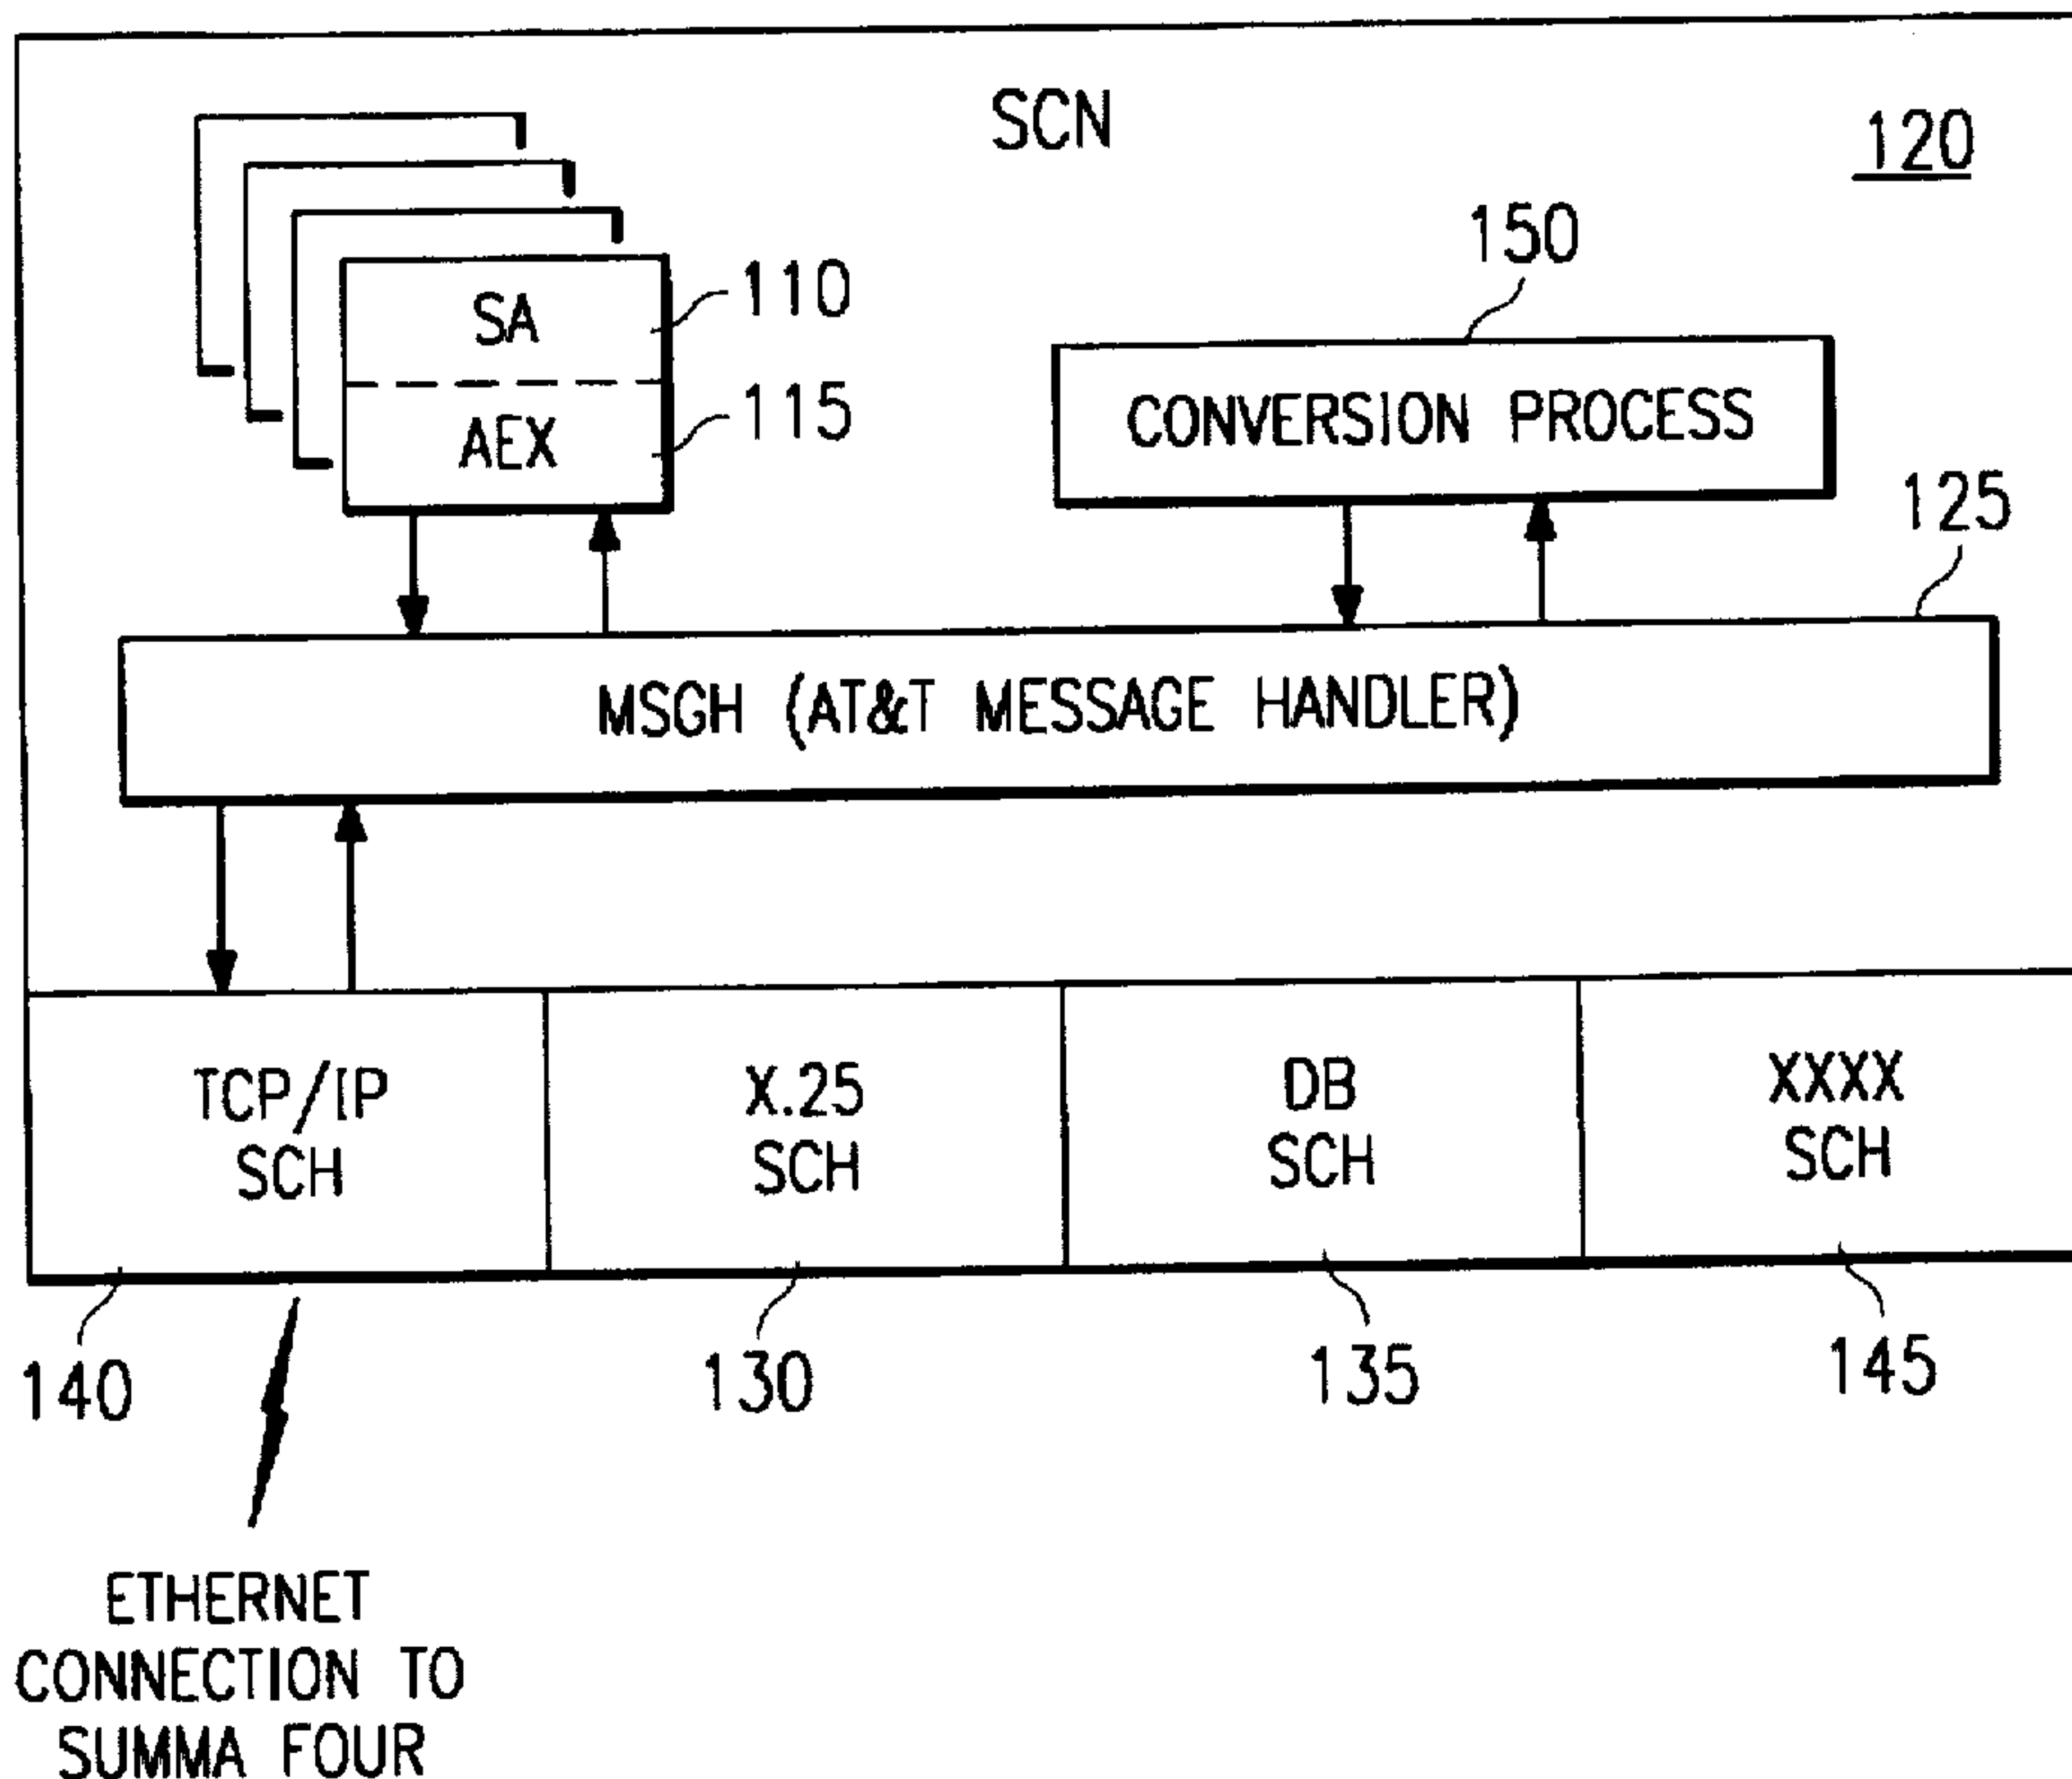 SCN
120
150
SA
110
CONVERSION PROCESS
AEX
115
125
MSGH (AT&T MESSAGE HANDLER)
TCP/IP
SCH
X.25
SCH
DB
SCH
XXXX
SCH
140
130
135
145
ETHERNET
CONNECTION TO
SUMMA FOUR